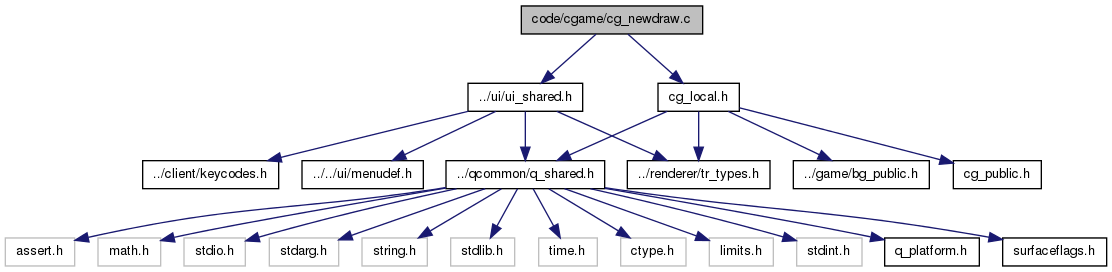 code/cgame/cg_newdraw.c
../ui/ui_shared.h
cg_local.h
../client/keycodes.h
../../ui/menudef.h
../qcommon/q_shared.h
../renderer/tr_types.h
../game/bg_public.h
cg_public.h
assert.h
math.h
stdio.h
stdarg.h
string.h
stdlib.h
time.h
ctype.h
limits.h
stdint.h
q_platform.h
surfaceflags.h